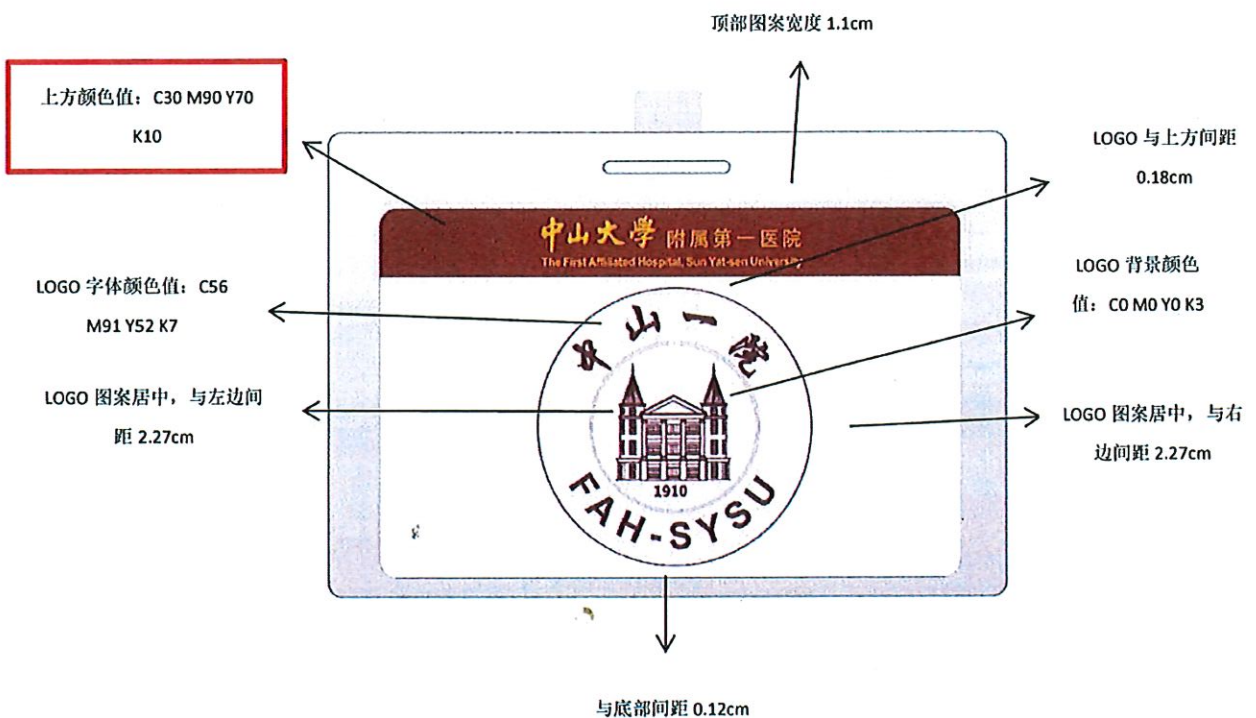 顶部图案宽度 1.1cm
上方颜色值：C30 M90 Y70
K10
LOGO 与上方间距
0.18cm
中山大學 附属第一医院
The First Affiliated Hospital, Sun Yat-sen University
LOGO 字体颜色值：C56
M91 Y52 K7
LOGO 背景颜色
值：C0 M0 Y0 K3
中山一院
LOGO 图案居中，与左边间
距 2.27cm
LOGO 图案居中，与右
边间距 2.27cm
1910
FAH-SYSU
与底部间距 0.12cm